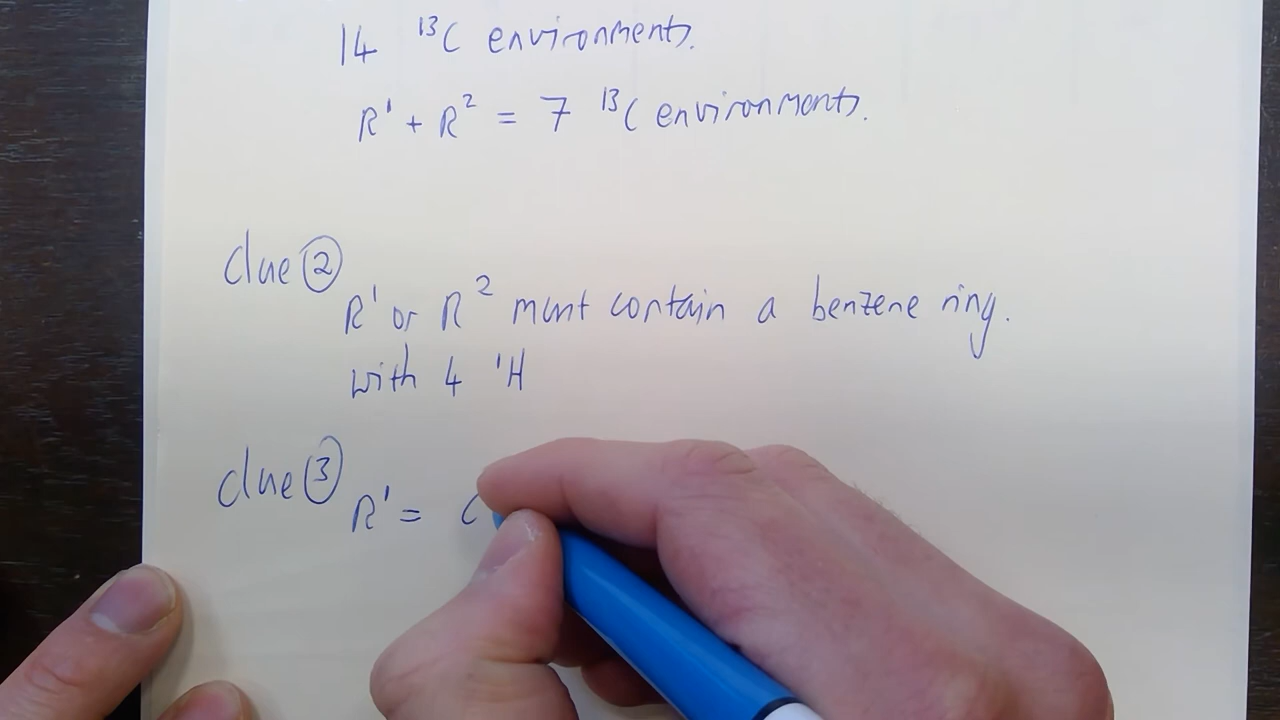 14 ¹³C environments.
R¹ + R² = 7 ¹³C environments.
Clue ②
R¹ or R² must contain a benzene ring.
with 4 ¹H
clue ③
R¹ = C